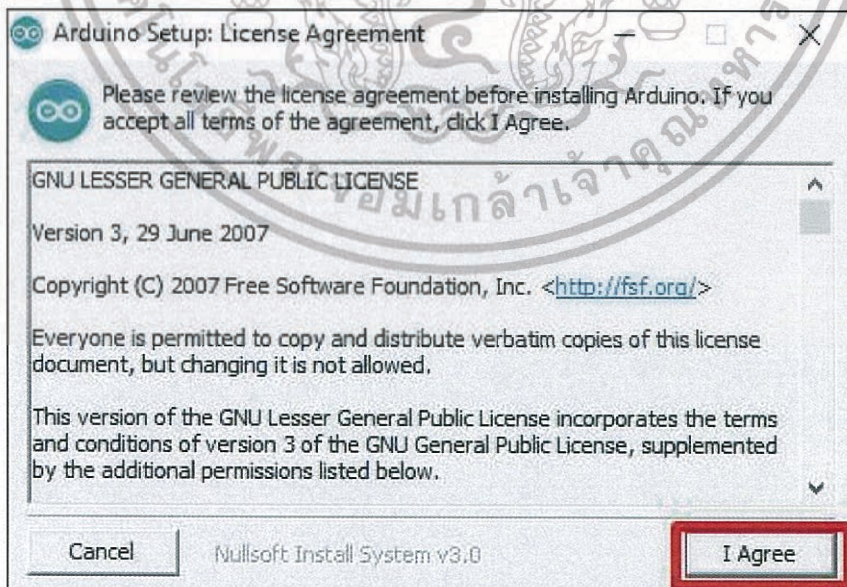 Arduino Setup: License Agreement
Please review the license agreement before installing Arduino. If you
accept all terms of the agreement, click I Agree.
GNU LESSER GENERAL PUBLIC LICENSE
Version 3, 29 June 2007
Copyright (C) 2007 Free Software Foundation, Inc. <http://fsf.org/>
Everyone is permitted to copy and distribute verbatim copies of this license
document, but changing it is not allowed.
This version of the GNU Lesser General Public License incorporates the terms
and conditions of version 3 of the GNU General Public License, supplemented
by the additional permissions listed below.
Cancel
Nullsoft Install System v3.0
I Agree